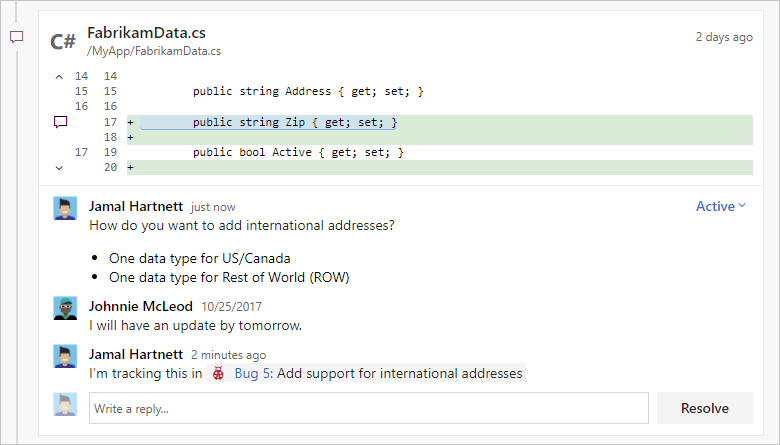 C# FabrikamData.cs 2 days ago
/MyApp/FabrikamData.cs
14 14
15 15 public string Address { get; set; }
16 16
17 + public string Zip { get; set; }
18 +
17 19 public bool Active { get; set; }
20 +
Jamal Hartnett just now Active
How do you want to add international addresses?
• One data type for US/Canada
• One data type for Rest of World (ROW)
Johnnie McLeod 10/25/2017
I will have an update by tomorrow.
Jamal Hartnett 2 minutes ago
I'm tracking this in Bug 5: Add support for international addresses
Write a reply... Resolve